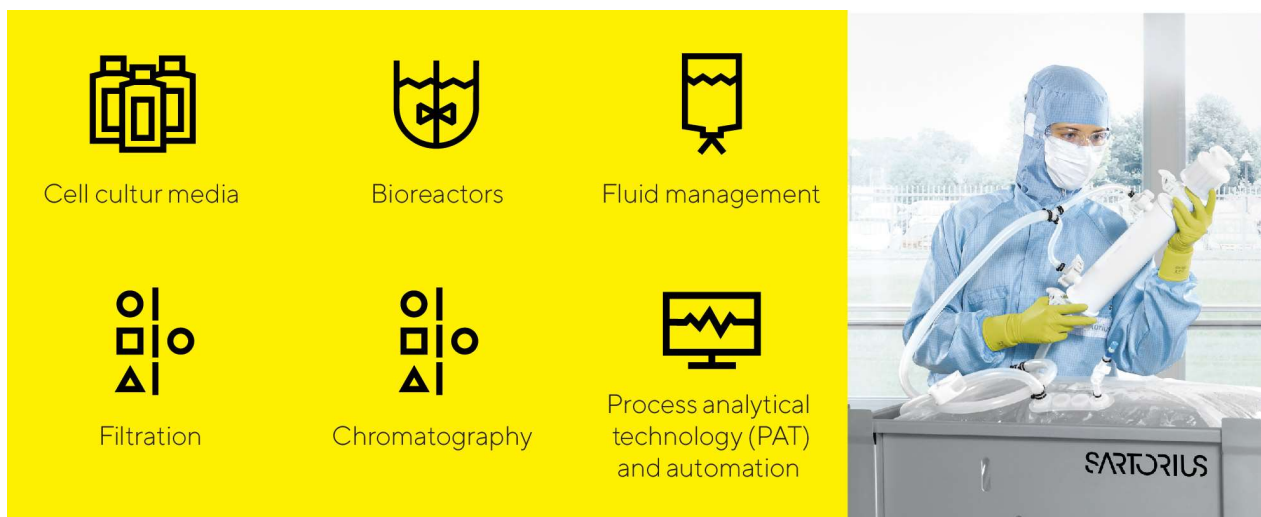 Cell cultur media
Bioreactors
Fluid management
Filtration
Chromatography
Process analytical
technology (PAT)
and automation
SARTORIUS